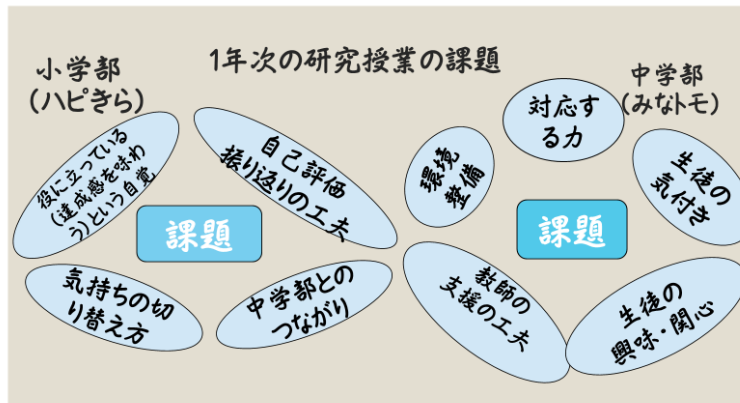 1年次の研究授業の課題
小学部
(ハピきら)
役に立っている
(達成感を味わ
う)という自覚
自己評価
振り返りの工夫
課題
気持ちの切
り替え方
中学部との
つながり
中学部
(みなトモ)
対応す
る力
環境
整備
生徒の
気付き
課題
教師の
支援の工夫
生徒の
興味・関心